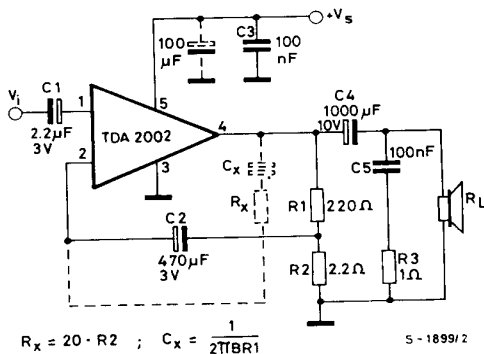 +Vs
100 µF
C3
100 nF
C1
Vi
2.2µF
3V
1
5
TDA 2002
4
2
3
C4
1000 µF
10V
100nF
C5
Cx
Rx
R1
220Ω
RL
C2
470µF
3V
R2
2.2Ω
R3
1Ω
Rx = 20 · R2 ; Cx = 1 / 2πBR1
S-1899/2